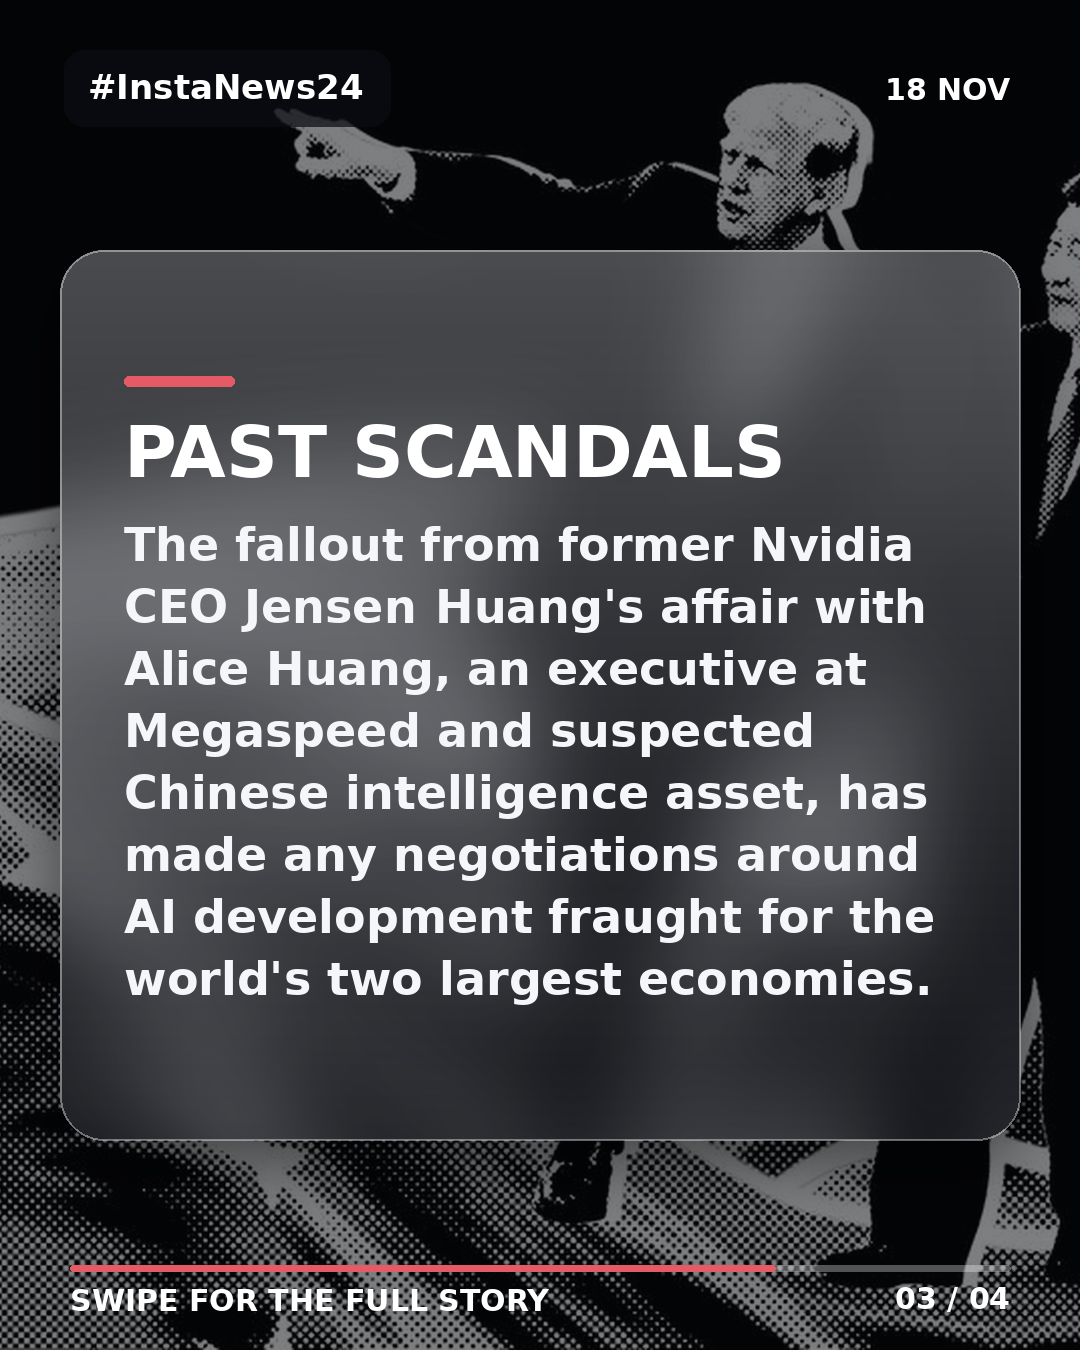 #InstaNews24
18 NOV
PAST SCANDALS
The fallout from former Nvidia
CEO Jensen Huang's affair with
Alice Huang, an executive at
Megaspeed and suspected
Chinese intelligence asset, has
made any negotiations around
AI development fraught for the
world's two largest economies.
SWIPE FOR THE FULL STORY
03 / 04